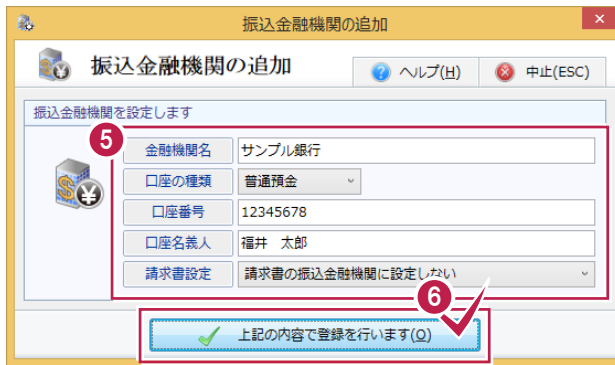 振込金融機関の追加
振込金融機関の追加 ヘルプ(H) 中止(ESC)
振込金融機関を設定します
5
金融機関名 サンプル銀行
口座の種類 普通預金
口座番号 12345678
口座名義人 福井　太郎
請求書設定 請求書の振込金融機関に設定しない
6
上記の内容で登録を行います(O)